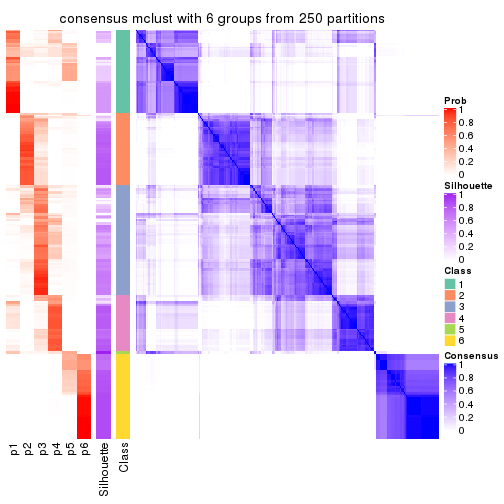 consensus mclust with 6 groups from 250 partitions
Prob
1
0.8
0.6
0.4
0.2
0
Silhouette
1
0.8
0.6
0.4
0.2
0
Class
1
2
3
4
5
6
Consensus
1
0.8
0.6
0.4
0.2
0
p1
p2
p3
p4
p5
p6
Silhouette
Class